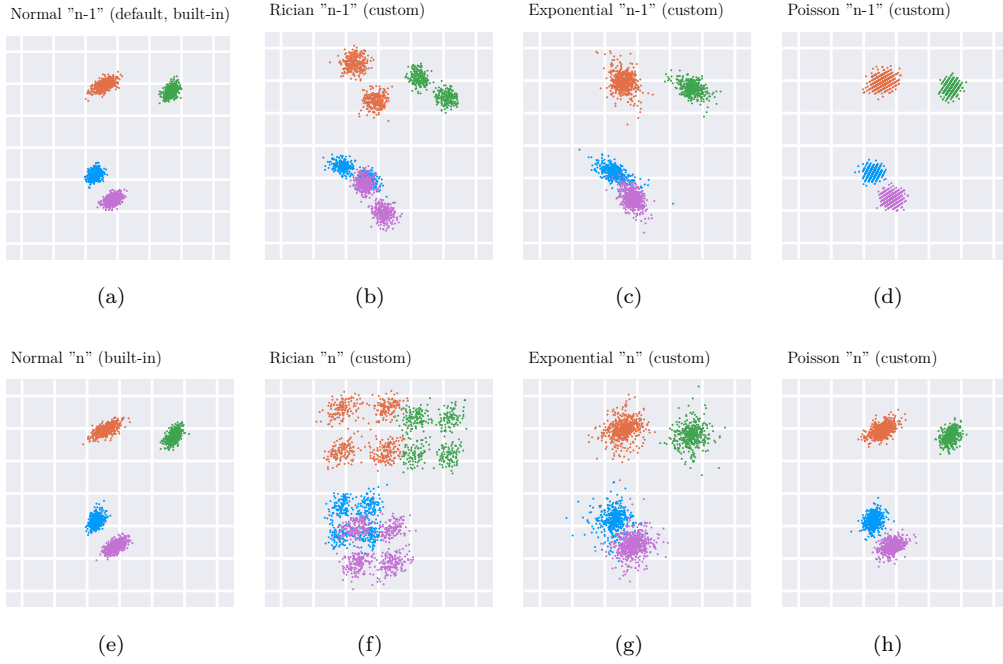 Normal ”n-1” (default, built-in)
Rician ”n-1” (custom)
Exponential ”n-1” (custom)
Poisson ”n-1” (custom)
(a)
(b)
(c)
(d)
Normal ”n” (built-in)
Rician ”n” (custom)
Exponential ”n” (custom)
Poisson ”n” (custom)
(e)
(f)
(g)
(h)